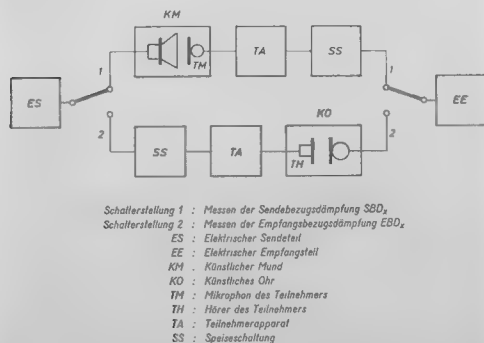 KM
1
TM
TA
SS
1
ES
EE
2
SS
TA
TH
KO
2
Schalterstellung 1 : Messen der Sendebezugsdämpfung SBDx
Schalterstellung 2 : Messen der Empfangsbezugsdämpfung EBDx
ES : Elektrischer Sendeteil
EE : Elektrischer Empfangsteil
KM : Künstlicher Mund
KO : Künstliches Ohr
TM : Mikrophon des Teilnehmers
TH : Hörer des Teilnehmers
TA : Teilnehmerapparat
SS : Speiseschaltung